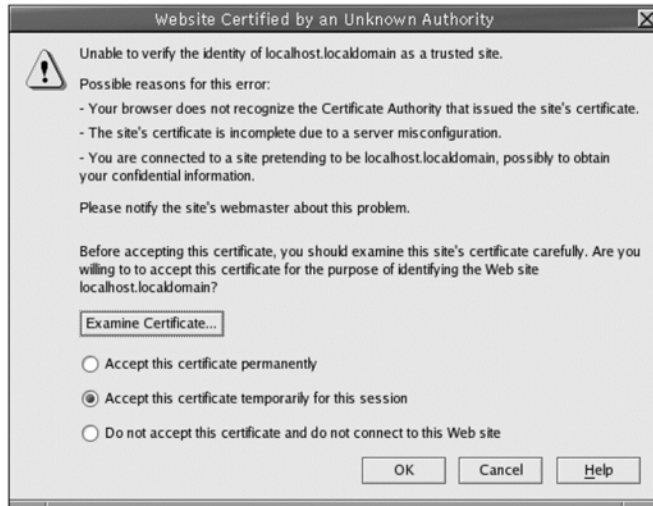 Website Certified by an Unknown Authority
Unable to verify the identity of localhost.localdomain as a trusted site.
Possible reasons for this error:
- Your browser does not recognize the Certificate Authority that issued the site's certificate.
- The site's certificate is incomplete due to a server misconfiguration.
- You are connected to a site pretending to be localhost.localdomain, possibly to obtain
your confidential information.
Please notify the site's webmaster about this problem.
Before accepting this certificate, you should examine this site's certificate carefully. Are you
willing to to accept this certificate for the purpose of identifying the Web site
localhost.localdomain?
Examine Certificate...
Accept this certificate permanently
Accept this certificate temporarily for this session
Do not accept this certificate and do not connect to this Web site
OK Cancel Help